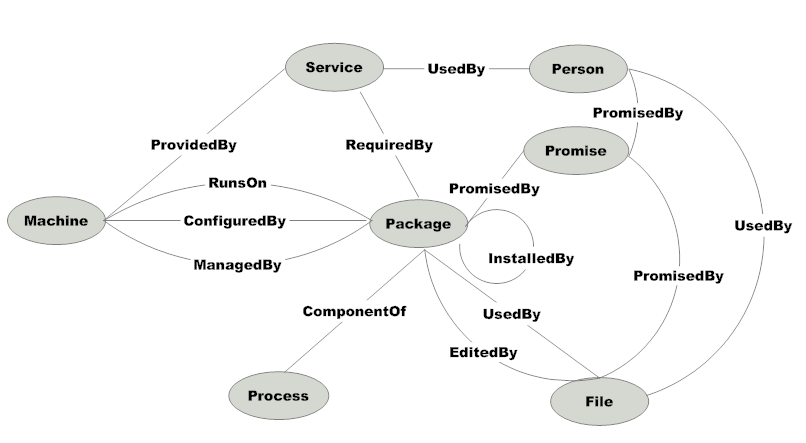 Service
UsedBy
Person
PromisedBy
ProvidedBy
RequiredBy
Promise
RunsOn
PromisedBy
Machine
ConfiguredBy
Package
UsedBy
ManagedBy
InstalledBy
PromisedBy
ComponentOf
UsedBy
EditedBy
Process
File